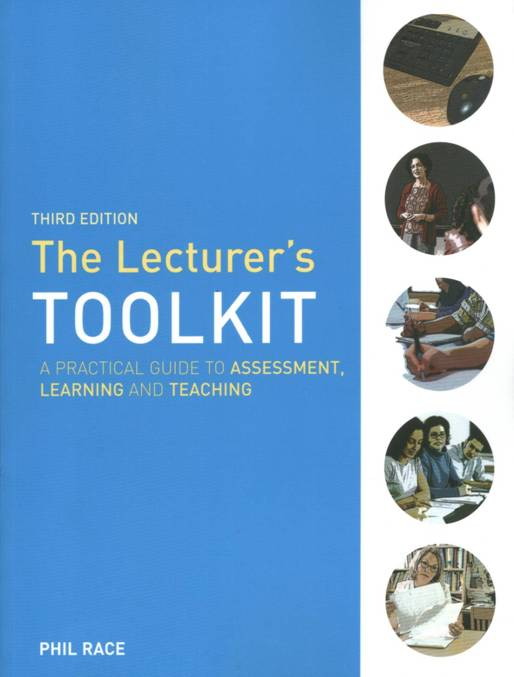 THIRD EDITION
The Lecturer's
TOOLKIT
A PRACTICAL GUIDE TO ASSESSMENT,
LEARNING AND TEACHING
PHIL RACE